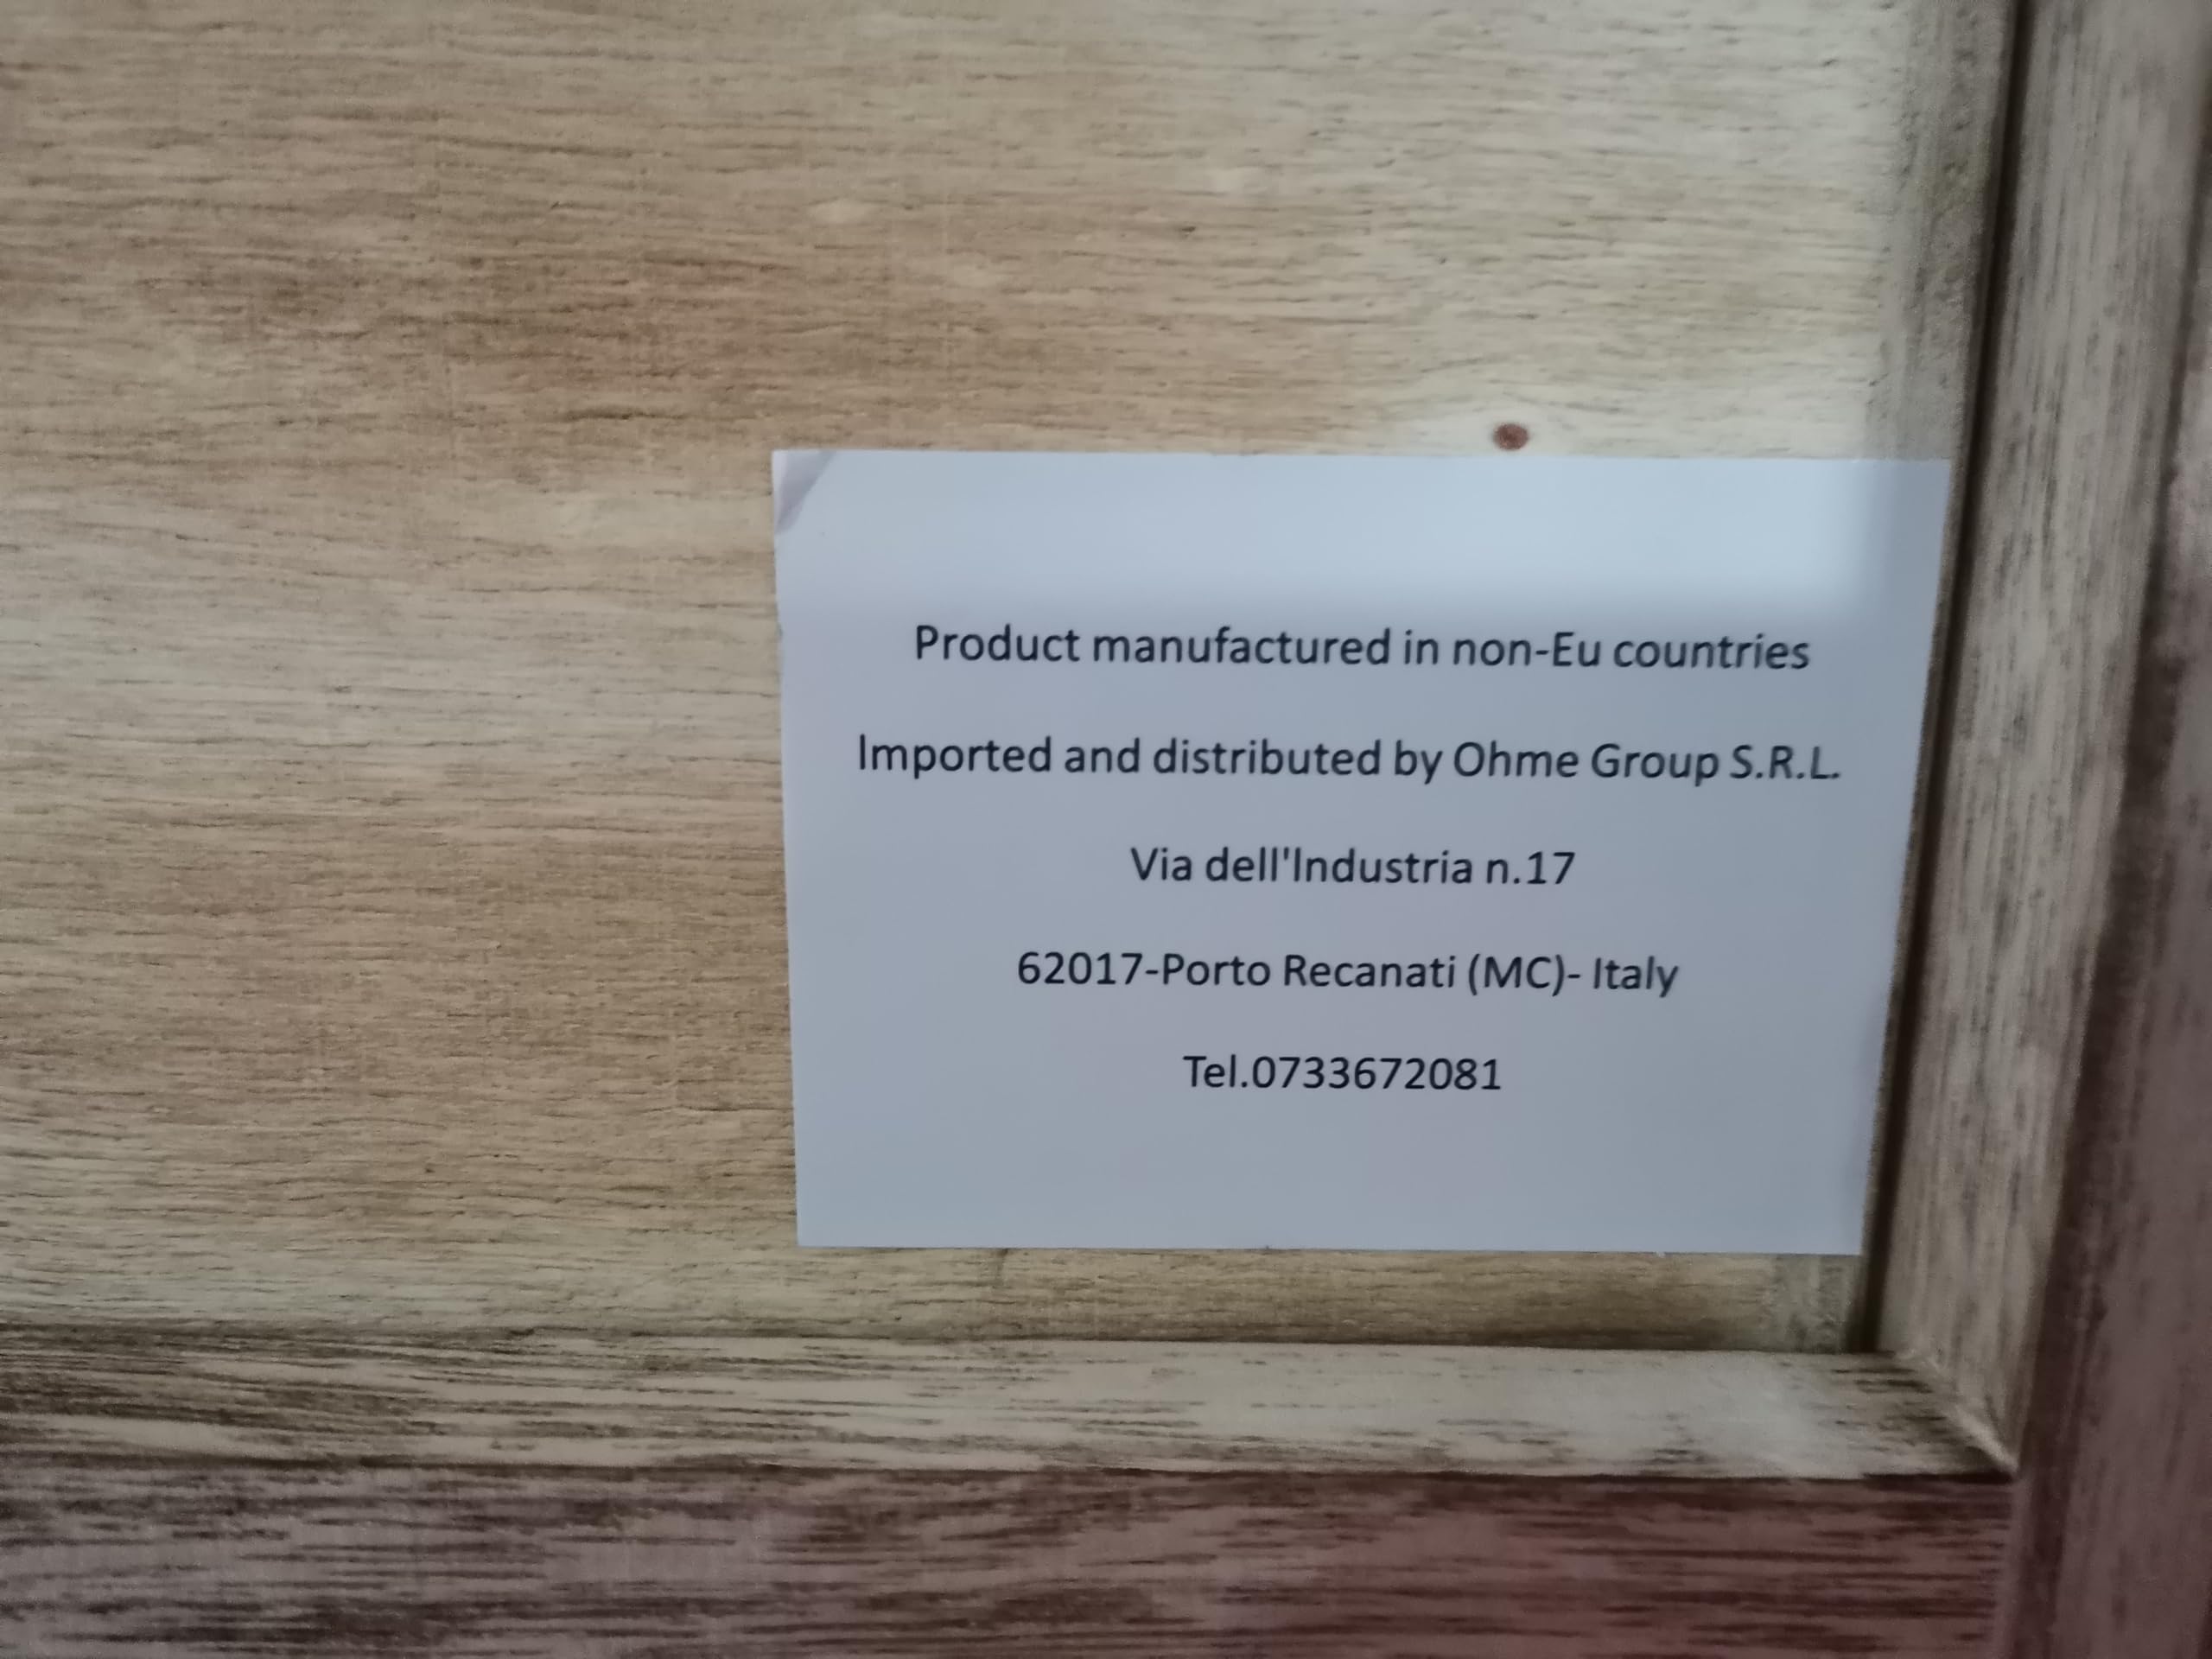 Product manufactured in non-Eu countries
Imported and distributed by Ohme Group S.R.L.
Via dell'Industria n.17
62017-Porto Recanati (MC)- Italy
Tel.0733672081